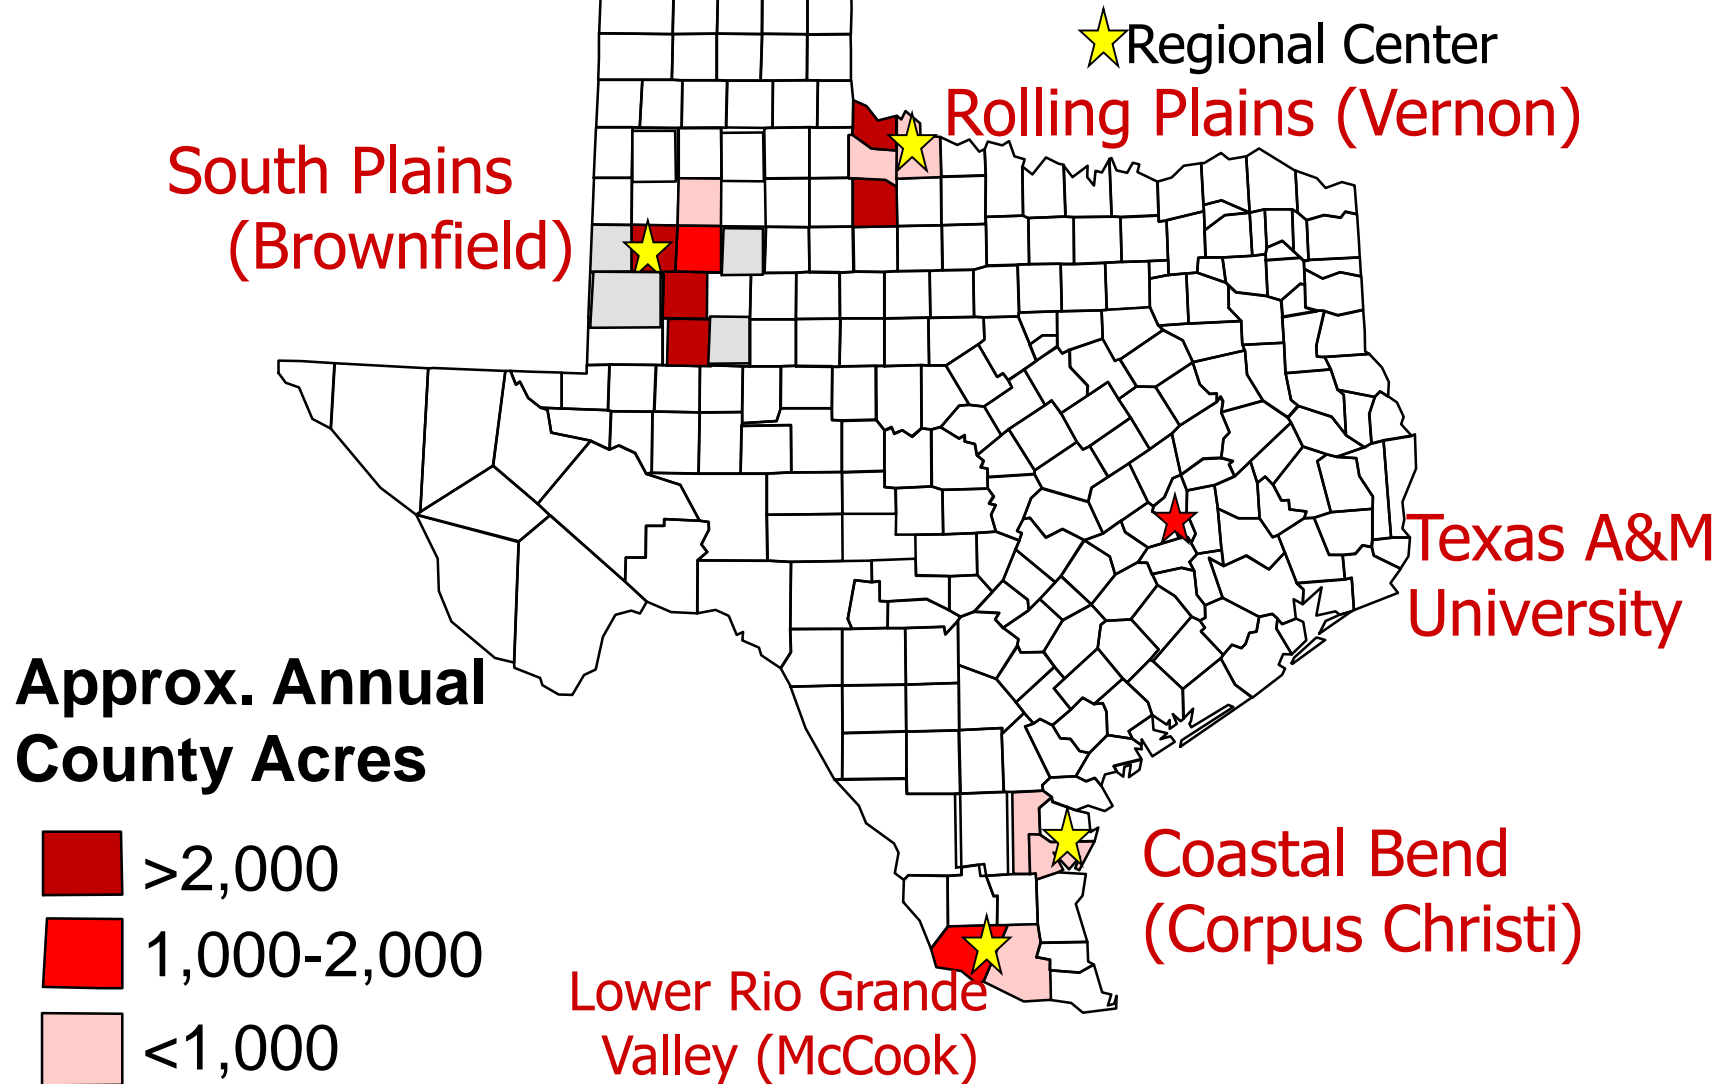 Regional Center
Rolling Plains (Vernon)
South Plains
(Brownfield)
Texas A&M
University
Approx. Annual
County Acres
>2,000
1,000-2,000
<1,000
Coastal Bend
(Corpus Christi)
Lower Rio Grande
Valley (McCook)